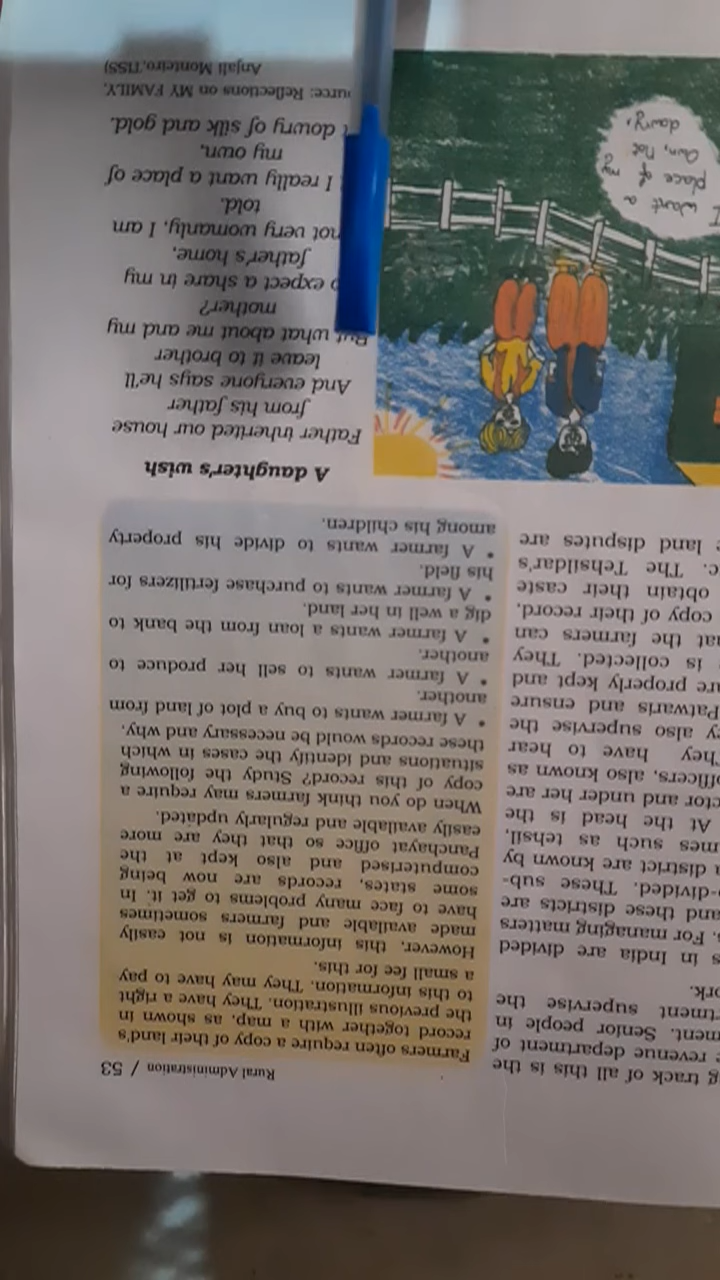 Rural Administration / 53
g track of all this is the
revenue department of
ment. Senior people in
rtment supervise the
ork.
s in India are divided
. For managing matters
and these districts are
-divided. These sub-
a district are known by
mes such as tehsil,
At the head is the
ctor and under her are
officers, also known as
They have to hear
ey also supervise the
Patwaris and ensure
are properly kept and
is collected. They
hat the farmers can
copy of their record,
obtain their caste
c. The Tehsildar's
e land disputes are
Farmers often require a copy of their land's
record together with a map, as shown in
the previous illustration. They have a right
to this information. They may have to pay
a small fee for this.
However, this information is not easily
made available and farmers sometimes
have to face many problems to get it. In
some states, records are now being
computerised and also kept at the
Panchayat office so that they are more
easily available and regularly updated.
When do you think farmers may require a
copy of this record? Study the following
situations and identify the cases in which
these records would be necessary and why.
• A farmer wants to buy a plot of land from
another.
• A farmer wants to sell her produce to
another.
• A farmer wants a loan from the bank to
dig a well in her land.
• A farmer wants to purchase fertilizers for
his field.
• A farmer wants to divide his property
among his children.
A daughter's wish
Father inherited our house
from his father
And everyone says he'll
leave it to brother
But what about me and my
mother?
o expect a share in my
father's home,
not very womanly, I am
told.
I really want a place of
my own,
t dowry of silk and gold.
urce: Reflections on MY FAMILY,
Anjali Monteiro, TISS)
I want a
place of my
own, not
dowry,